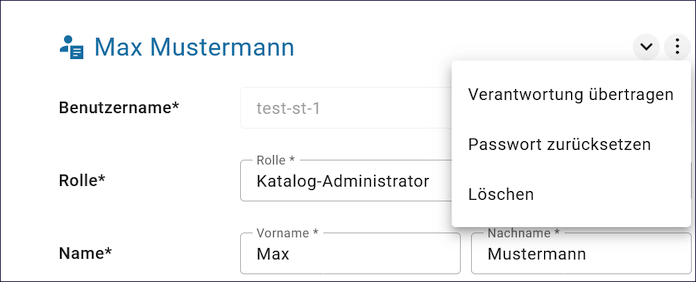 Max Mustermann
Verantwortung übertragen
Benutzername*
test-st-1
Passwort zurücksetzen
Rolle *
Rolle*
Katalog-Administrator
Löschen
Vorname *
Nachname *
Name*
Max
Mustermann